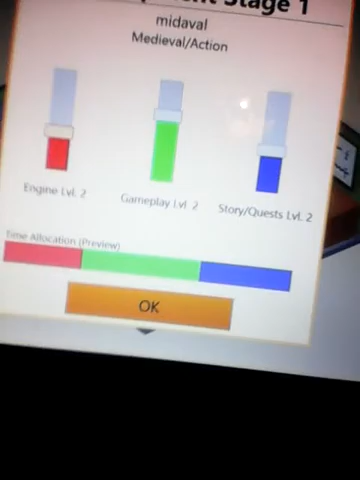 Stage 1
midaval
Medieval/Action
Engine Lvl. 2
Gameplay Lvl. 2
Story/Quests Lvl. 2
Time Allocation (Preview)
OK